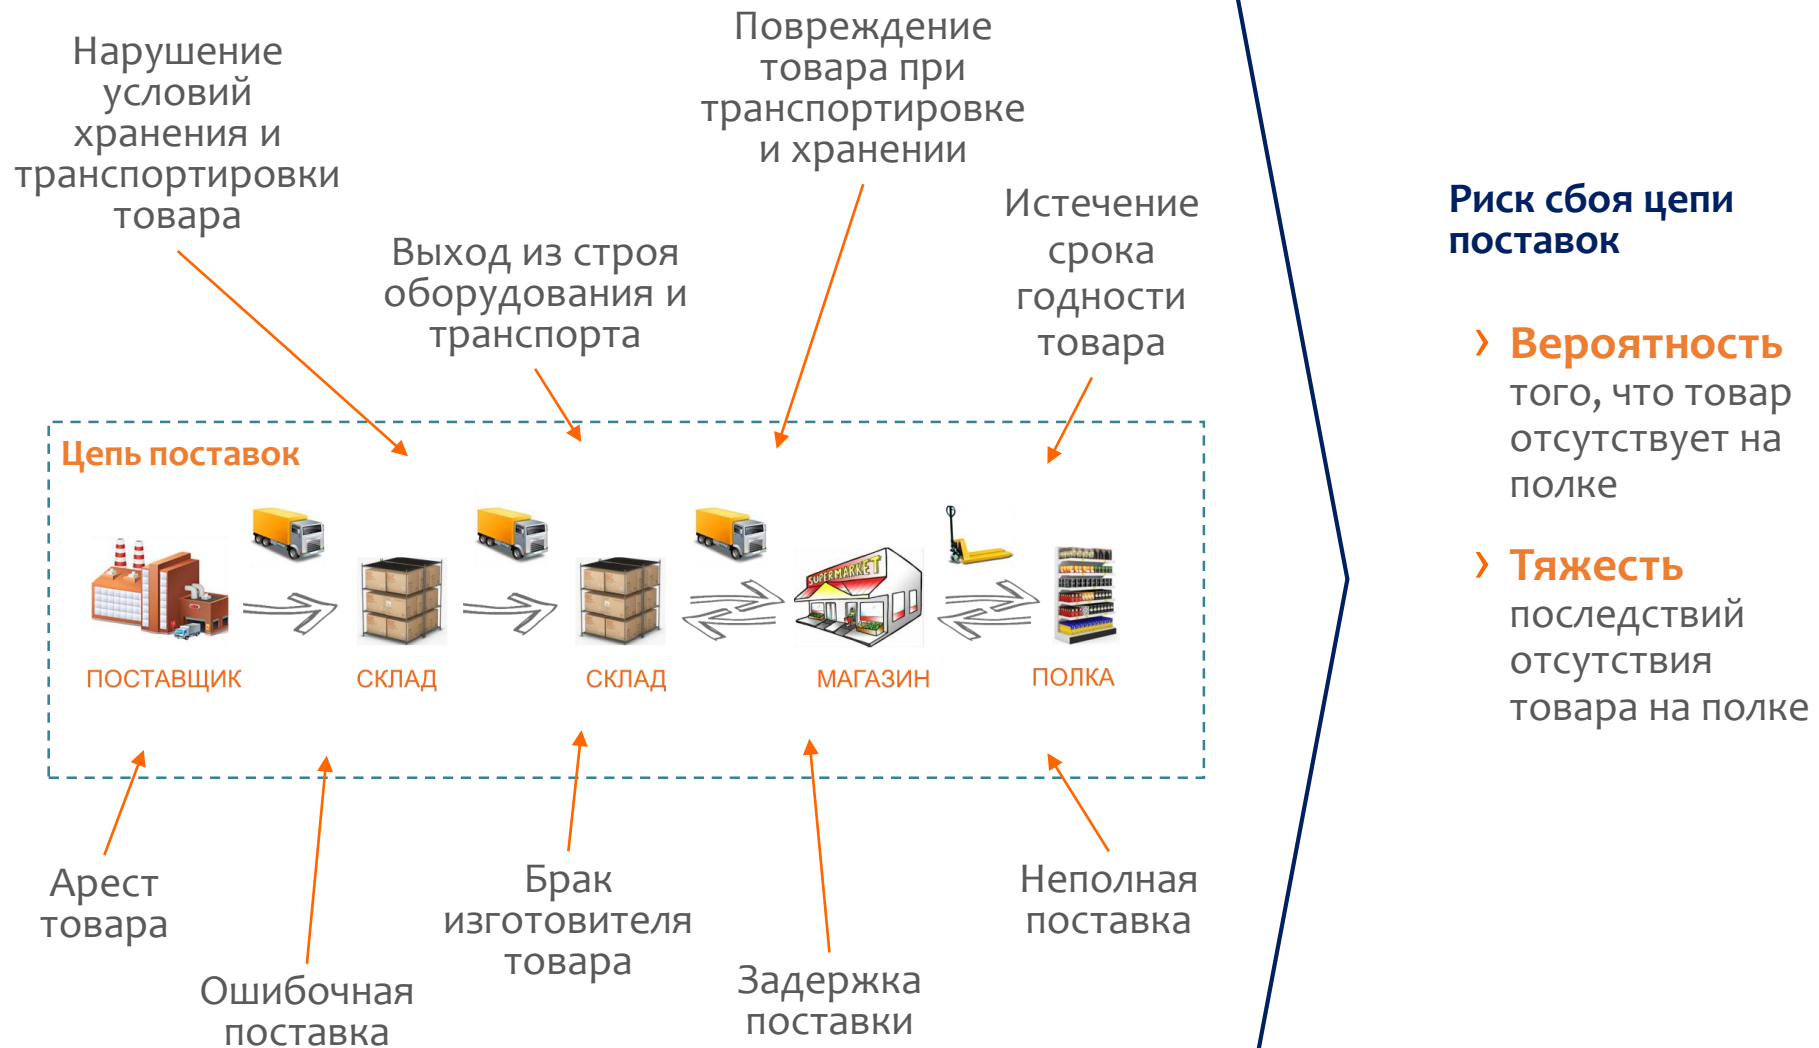 Нарушение
условий
хранения и
транспортировки
товара
Выход из строя
оборудования и
транспорта
Повреждение
товара при
транспортировке
и хранении
Истечение
срока
годности
товара
Цепь поставок
SUPERMARKET
ПОСТАВЩИК
СКЛАД
СКЛАД
МАГАЗИН
ПОЛКА
Арест
товара
Ошибочная
поставка
Брак
изготовителя
товара
Задержка
поставки
Неполная
поставка
Риск сбоя цепи
поставок
› Вероятность
того, что товар
отсутствует на
полке
› Тяжесть
последствий
отсутствия
товара на полке